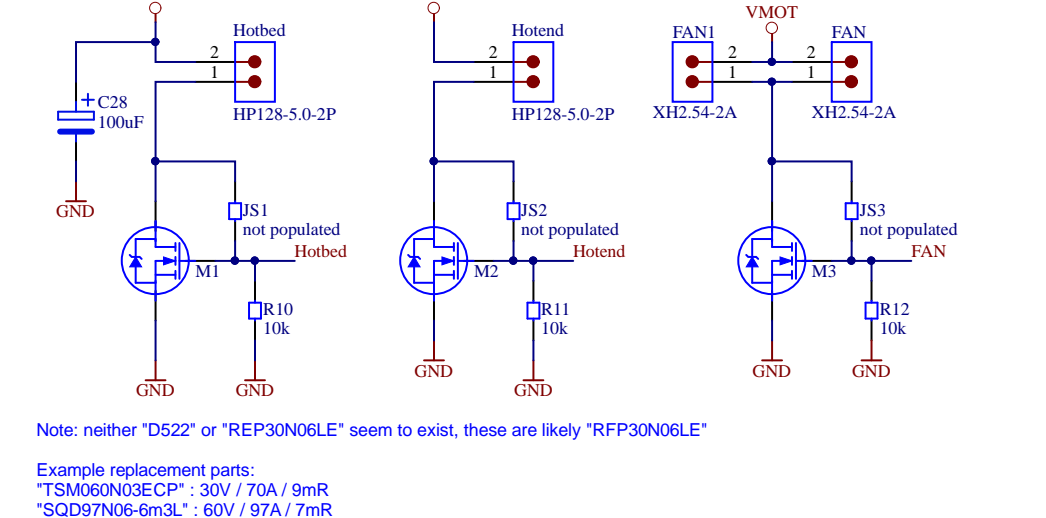 VMOT
Hotbed
Hotend
FAN1
FAN
2
1
2
1
2
1
2
1
C28
100uF
HP128-5.0-2P
HP128-5.0-2P
XH2.54-2A
XH2.54-2A
GND
JS1
not populated
JS2
not populated
JS3
not populated
Hotbed
Hotend
FAN
M1
M2
M3
R10
10k
R11
10k
R12
10k
GND
GND
GND
GND
GND
GND
Note: neither "D522" or "REP30N06LE" seem to exist, these are likely "RFP30N06LE"
Example replacement parts:
"TSM060N03ECP" : 30V / 70A / 9mR
"SQD97N06-6m3L" : 60V / 97A / 7mR